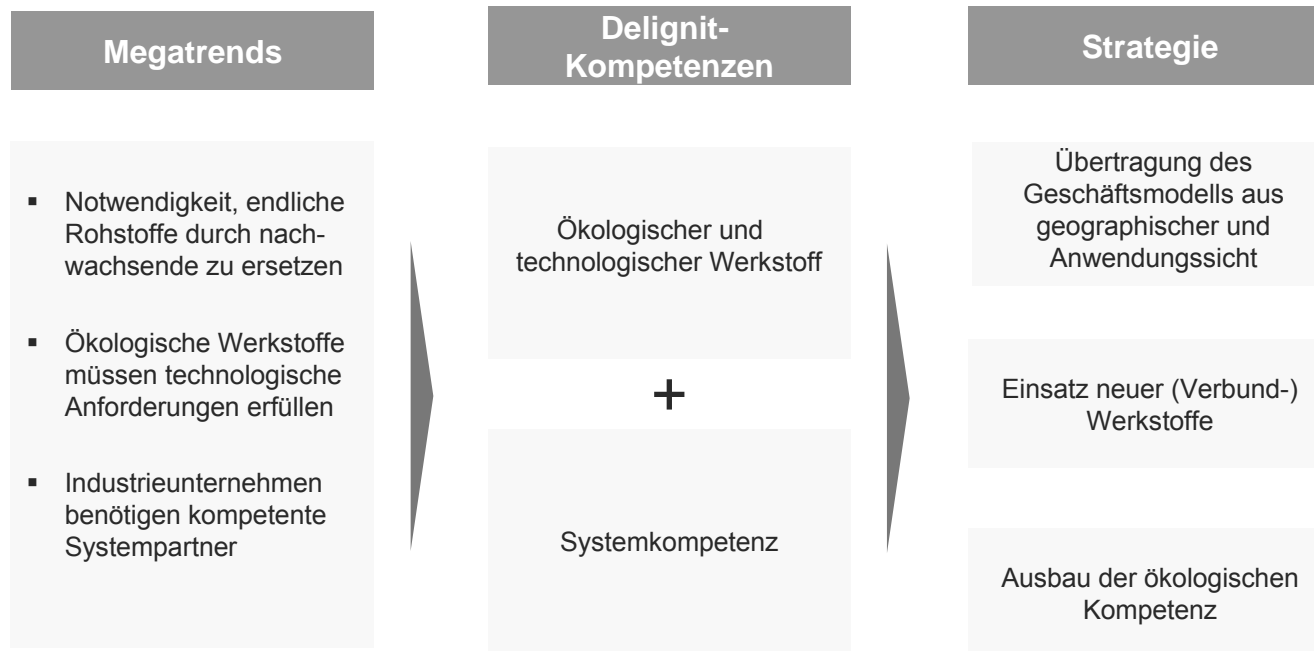 Megatrends
▪ Notwendigkeit, endliche
Rohstoffe durch nach-
wachsende zu ersetzen
▪ Ökologische Werkstoffe
müssen technologische
Anforderungen erfüllen
▪ Industrieunternehmen
benötigen kompetente
Systempartner
Delignit-
Kompetenzen
Ökologischer und
technologischer Werkstoff
+
Systemkompetenz
Strategie
Übertragung des
Geschäftsmodells aus
geographischer und
Anwendungssicht
Einsatz neuer (Verbund-)
Werkstoffe
Ausbau der ökologischen
Kompetenz